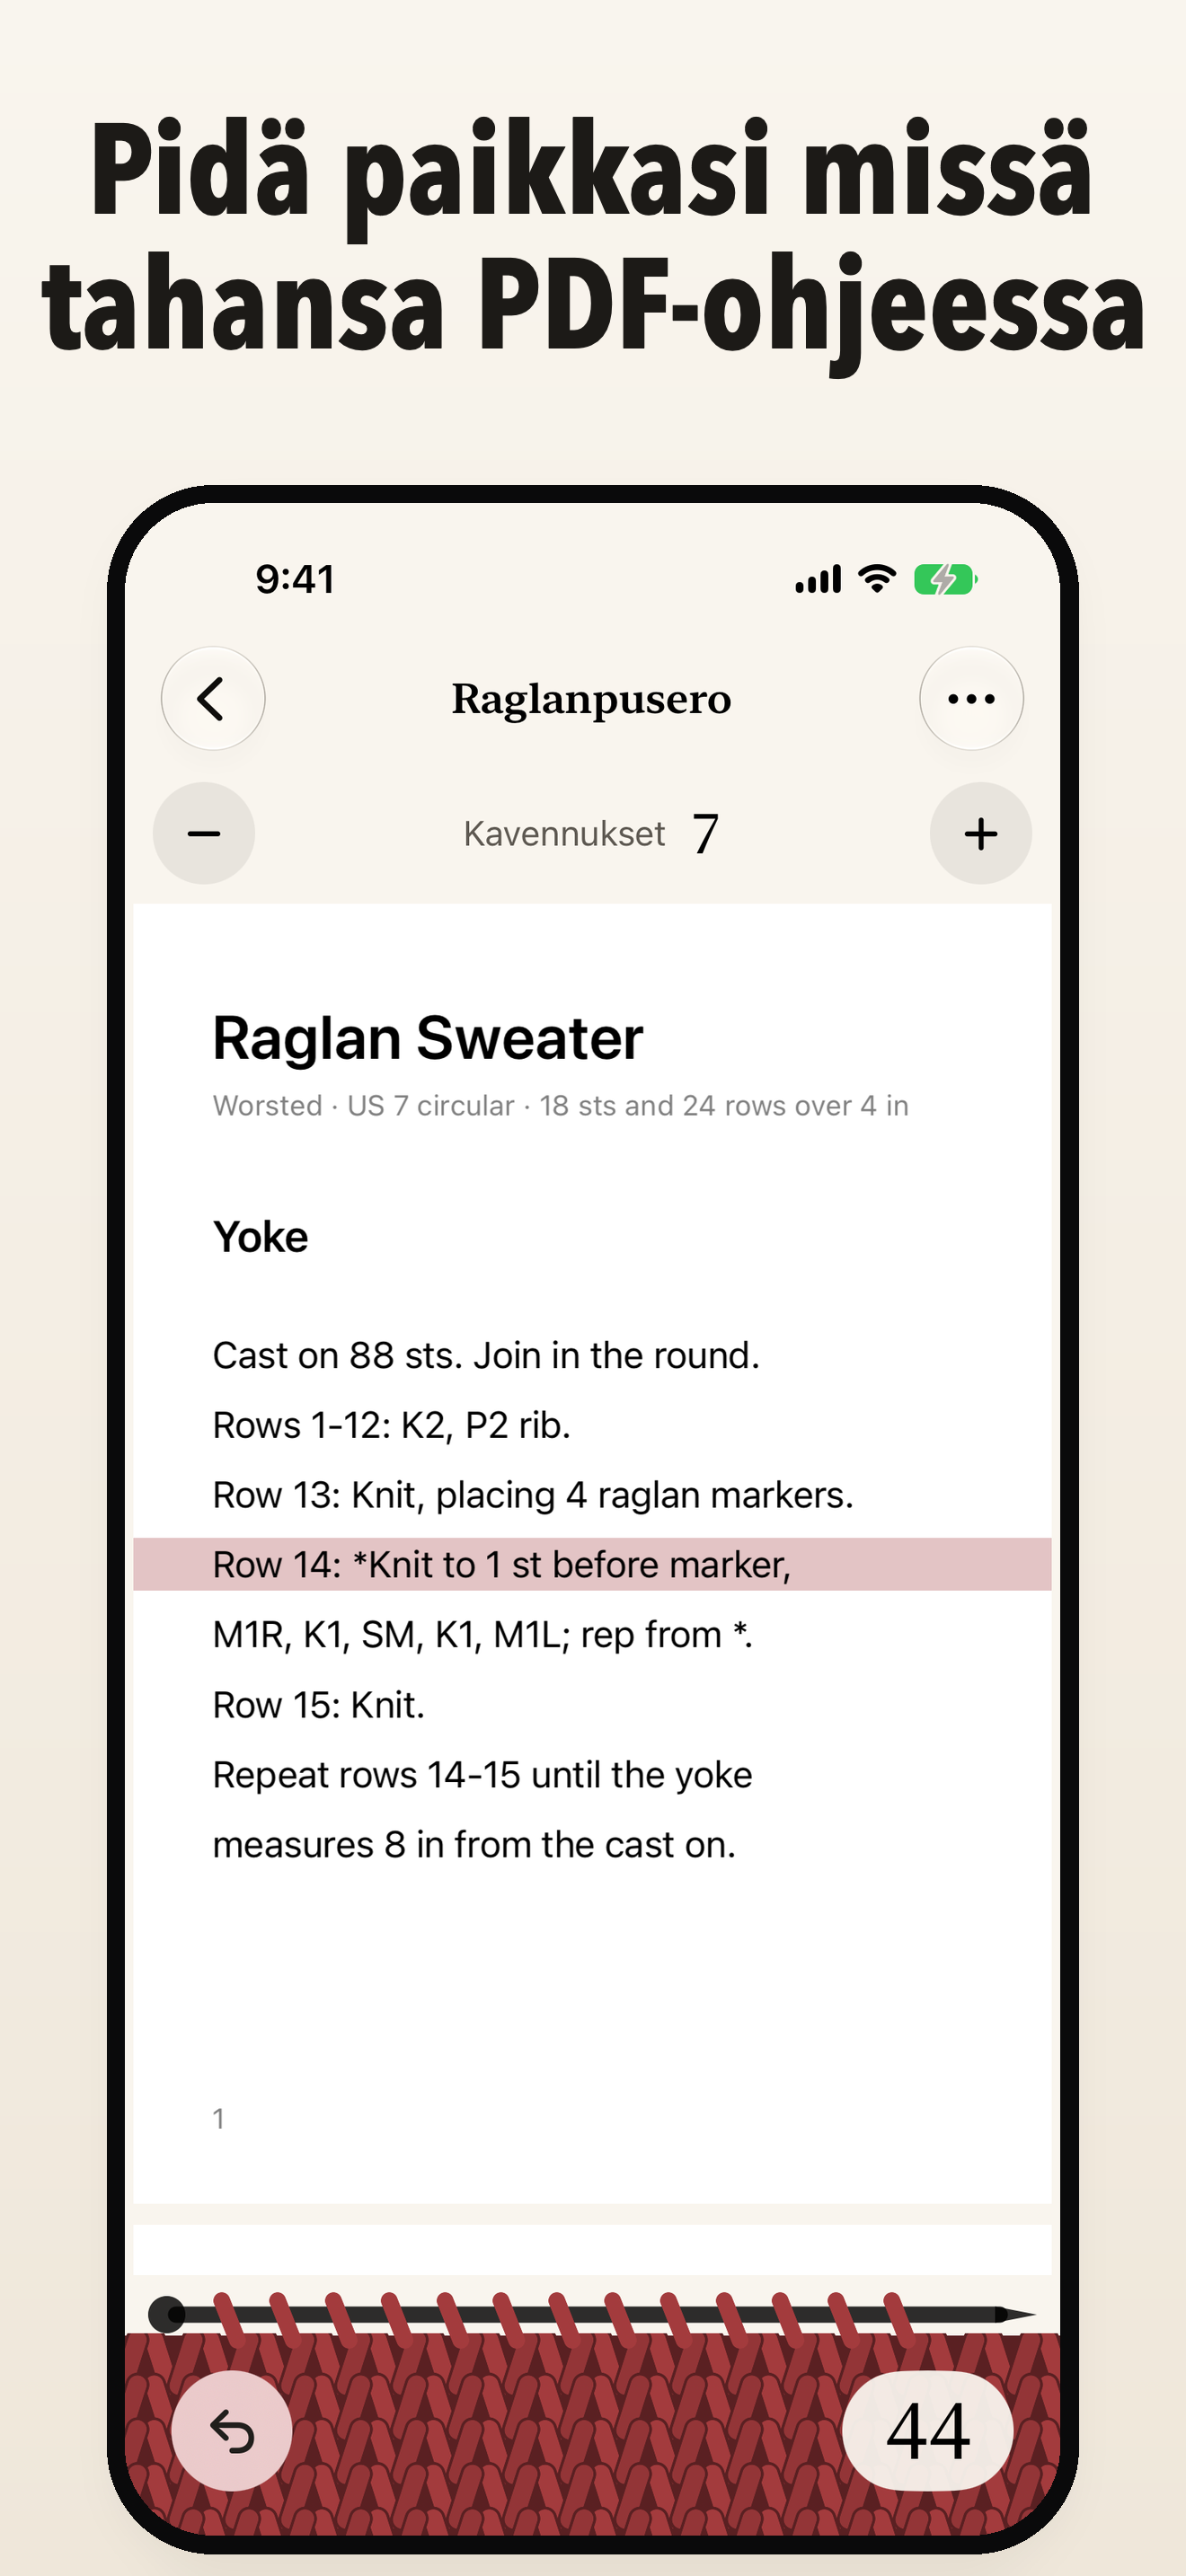 Pidä paikkasi missä
tahansa PDF-ohjeessa
9:41
Raglanpusero
Kavennukset 7
Raglan Sweater
Worsted · US 7 circular · 18 sts and 24 rows over 4 in
Yoke
Cast on 88 sts. Join in the round.
Rows 1-12: K2, P2 rib.
Row 13: Knit, placing 4 raglan markers.
Row 14: *Knit to 1 st before marker,
M1R, K1, SM, K1, M1L; rep from *.
Row 15: Knit.
Repeat rows 14-15 until the yoke
measures 8 in from the cast on.
1
44